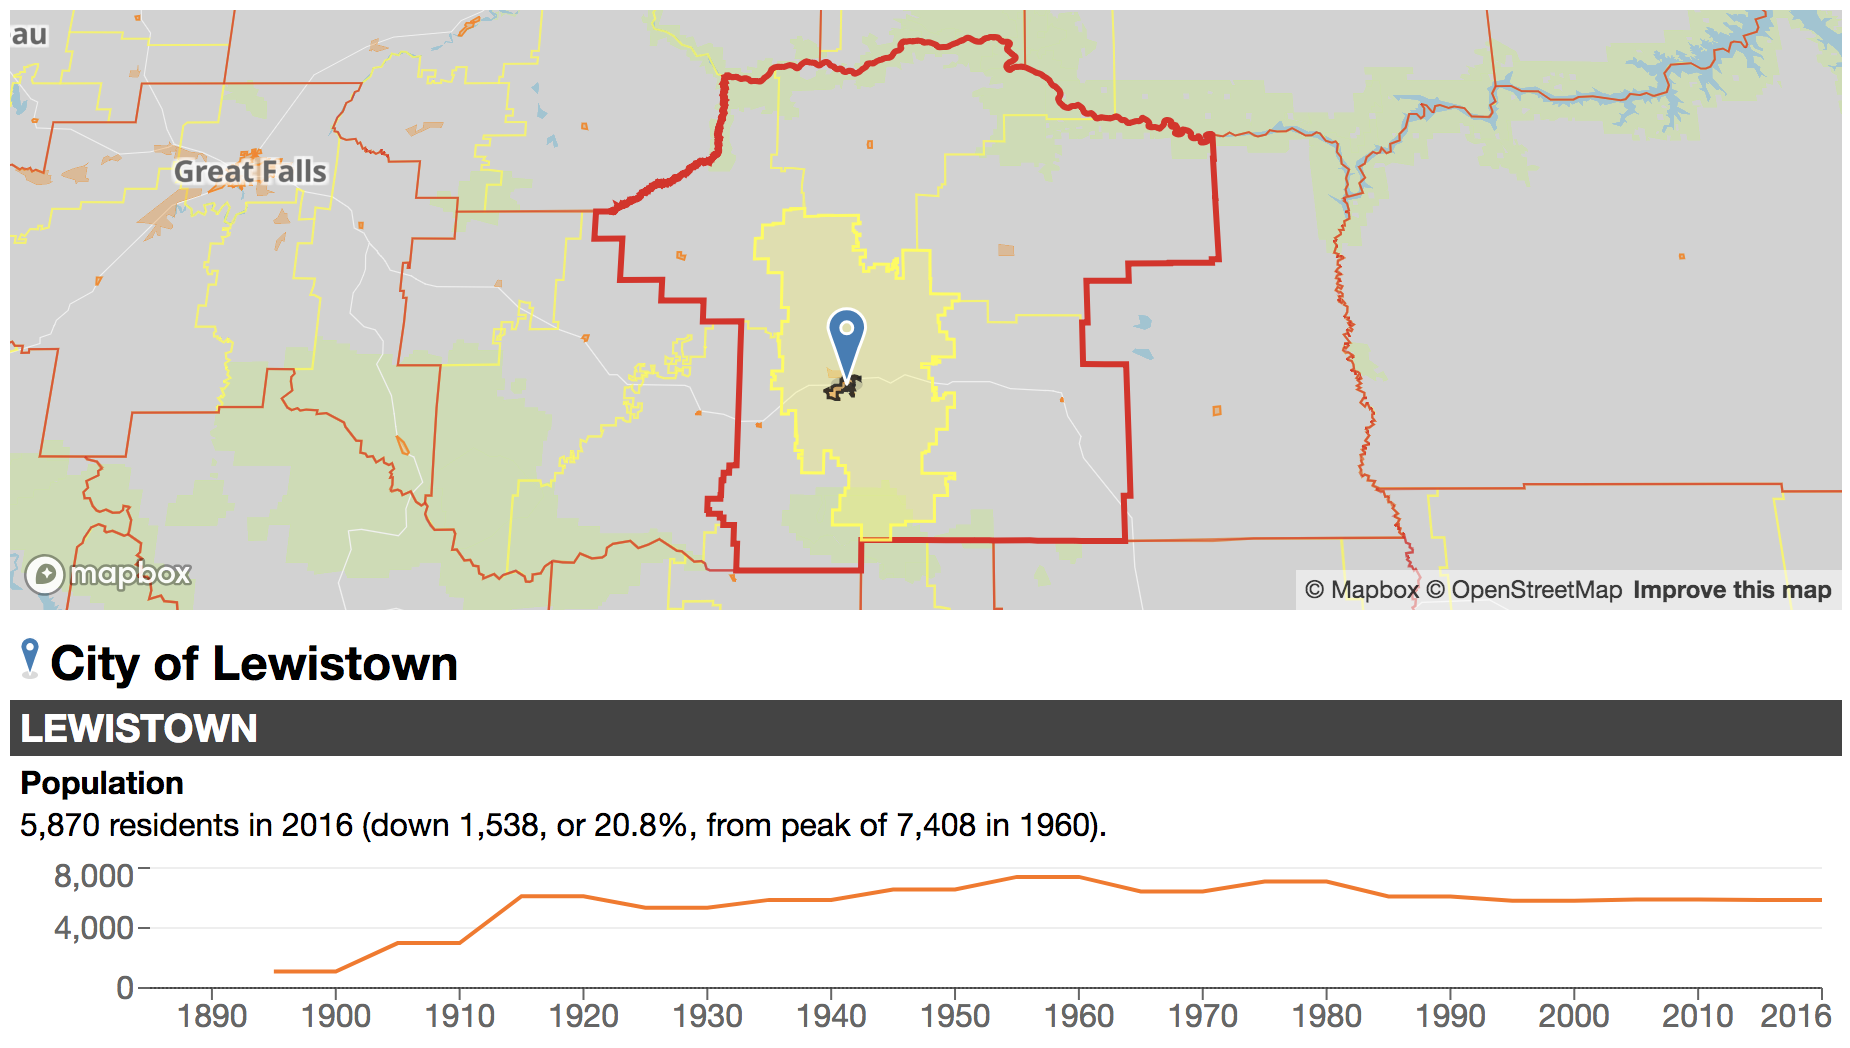 au
Great Falls
mapbox
© Mapbox © OpenStreetMap Improve this map
City of Lewistown
LEWISTOWN
Population
5,870 residents in 2016 (down 1,538, or 20.8%, from peak of 7,408 in 1960).
8,000
4,000
0
1890 1900 1910 1920 1930 1940 1950 1960 1970 1980 1990 2000 2010 2016